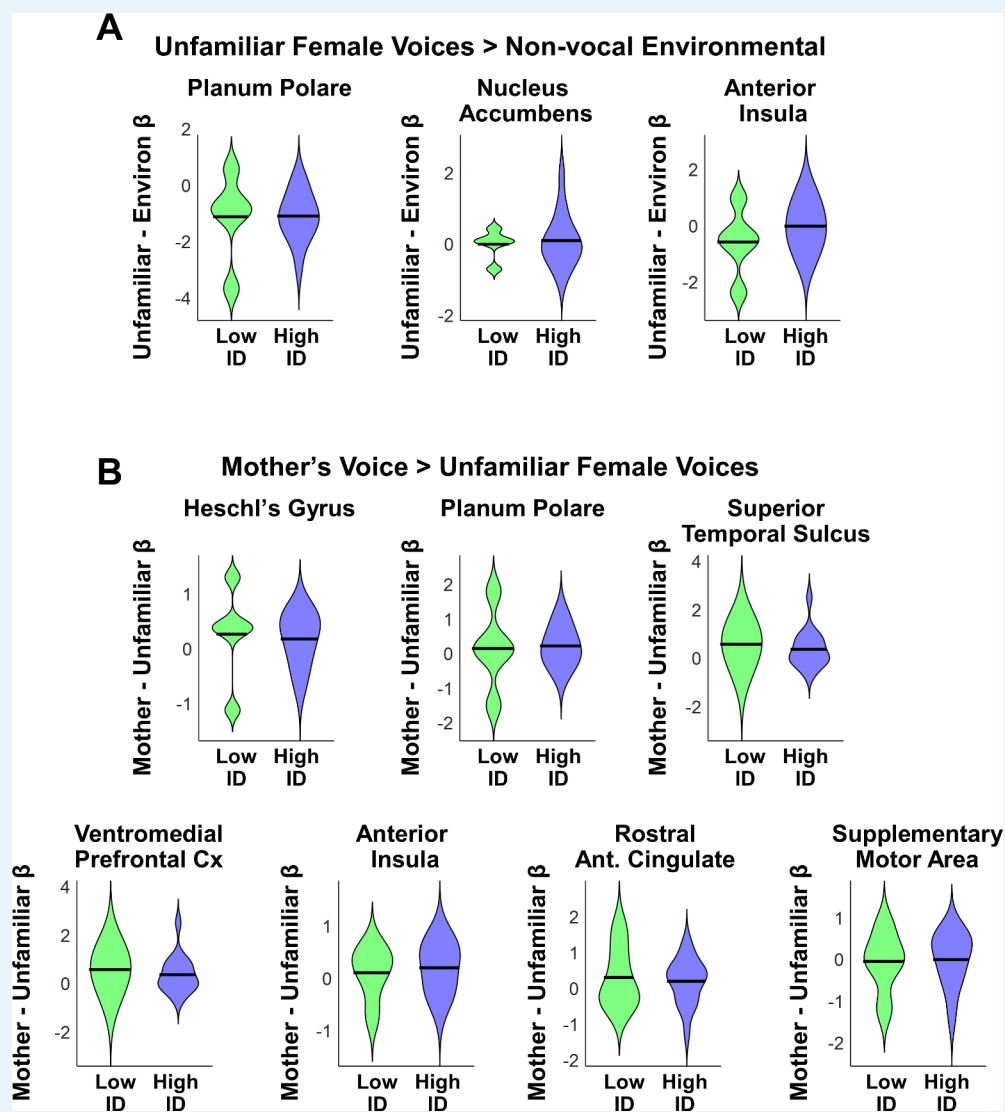 A
Unfamiliar Female Voices > Non-vocal Environmental
Planum Polare
Unfamiliar - Environ β
2
0
-2
-4
Low
ID
High
ID
Nucleus
Accumbens
Unfamiliar - Environ β
2
0
-2
Low
ID
High
ID
Anterior
Insula
Unfamiliar - Environ β
2
0
-2
Low
ID
High
ID
B
Mother’s Voice > Unfamiliar Female Voices
Heschl’s Gyrus
Mother - Unfamiliar β
1
0
-1
Low
ID
High
ID
Planum Polare
Mother - Unfamiliar β
2
1
0
-1
-2
Low
ID
High
ID
Superior
Temporal Sulcus
Mother - Unfamiliar β
4
2
0
-2
Low
ID
High
ID
Ventromedial
Prefrontal Cx
Mother - Unfamiliar β
4
2
0
-2
Low
ID
High
ID
Anterior
Insula
Mother - Unfamiliar β
1
0
-1
Low
ID
High
ID
Rostral
Ant. Cingulate
Mother - Unfamiliar β
2
1
0
-1
-2
Low
ID
High
ID
Supplementary
Motor Area
Mother - Unfamiliar β
1
0
-1
-2
Low
ID
High
ID